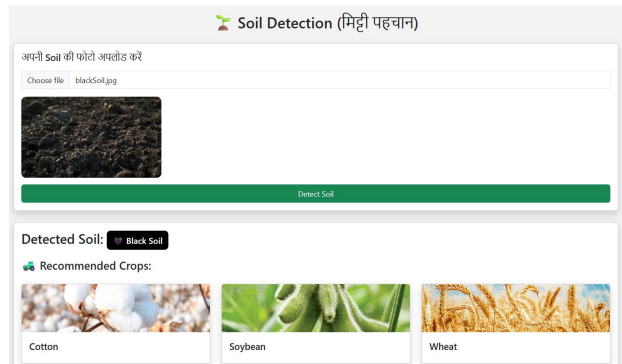 Soil Detection (मिट्टी पहचान)
अपनी Soil की फोटो अपलोड करें
Choose file blackSoil.jpg
Detect Soil
Detected Soil: Black Soil
Recommended Crops:
Cotton Soybean Wheat